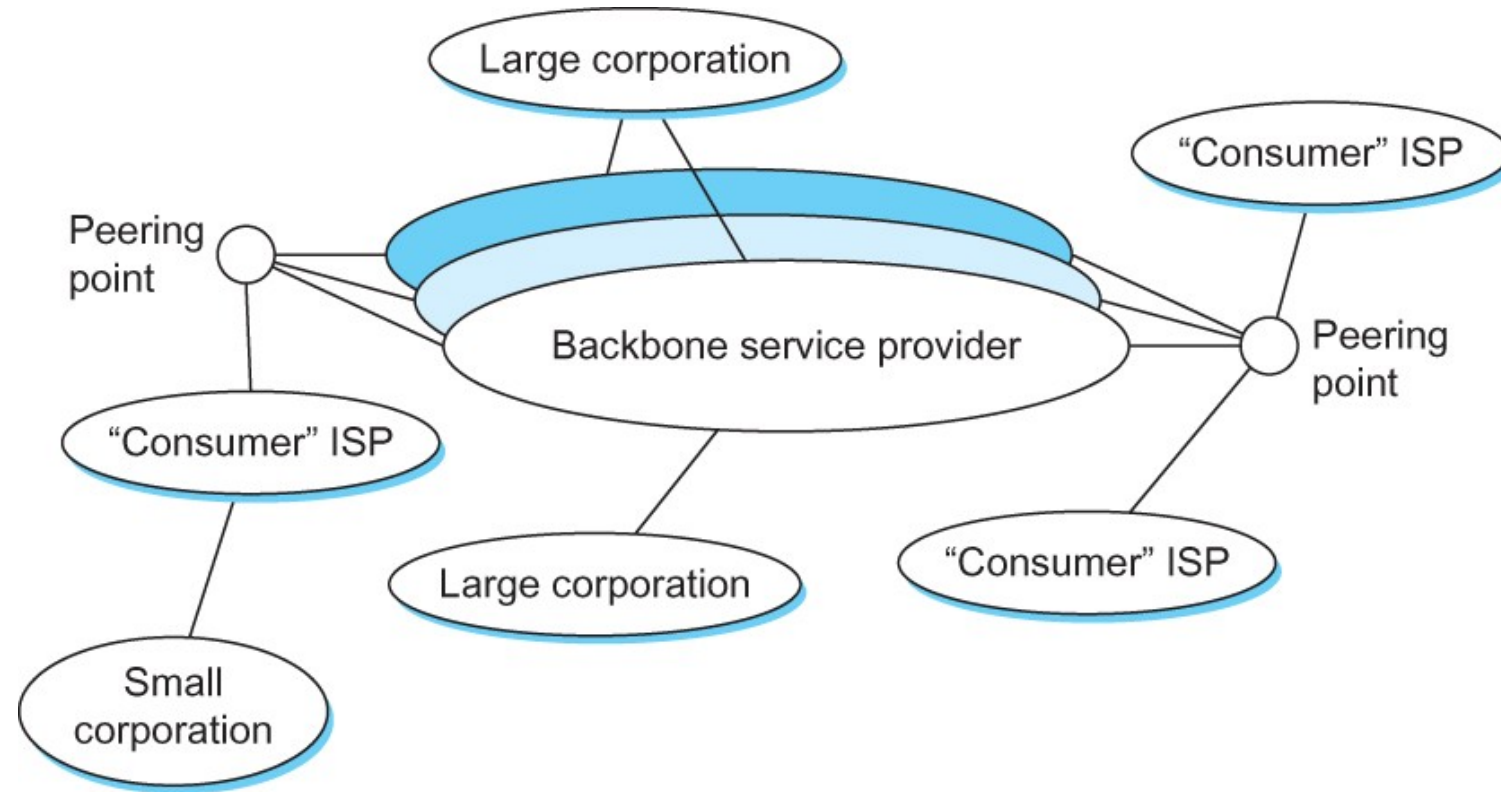 Large corporation
“Consumer” ISP
Peering
point
Backbone service provider
Peering
point
“Consumer” ISP
Large corporation
“Consumer” ISP
Small
corporation